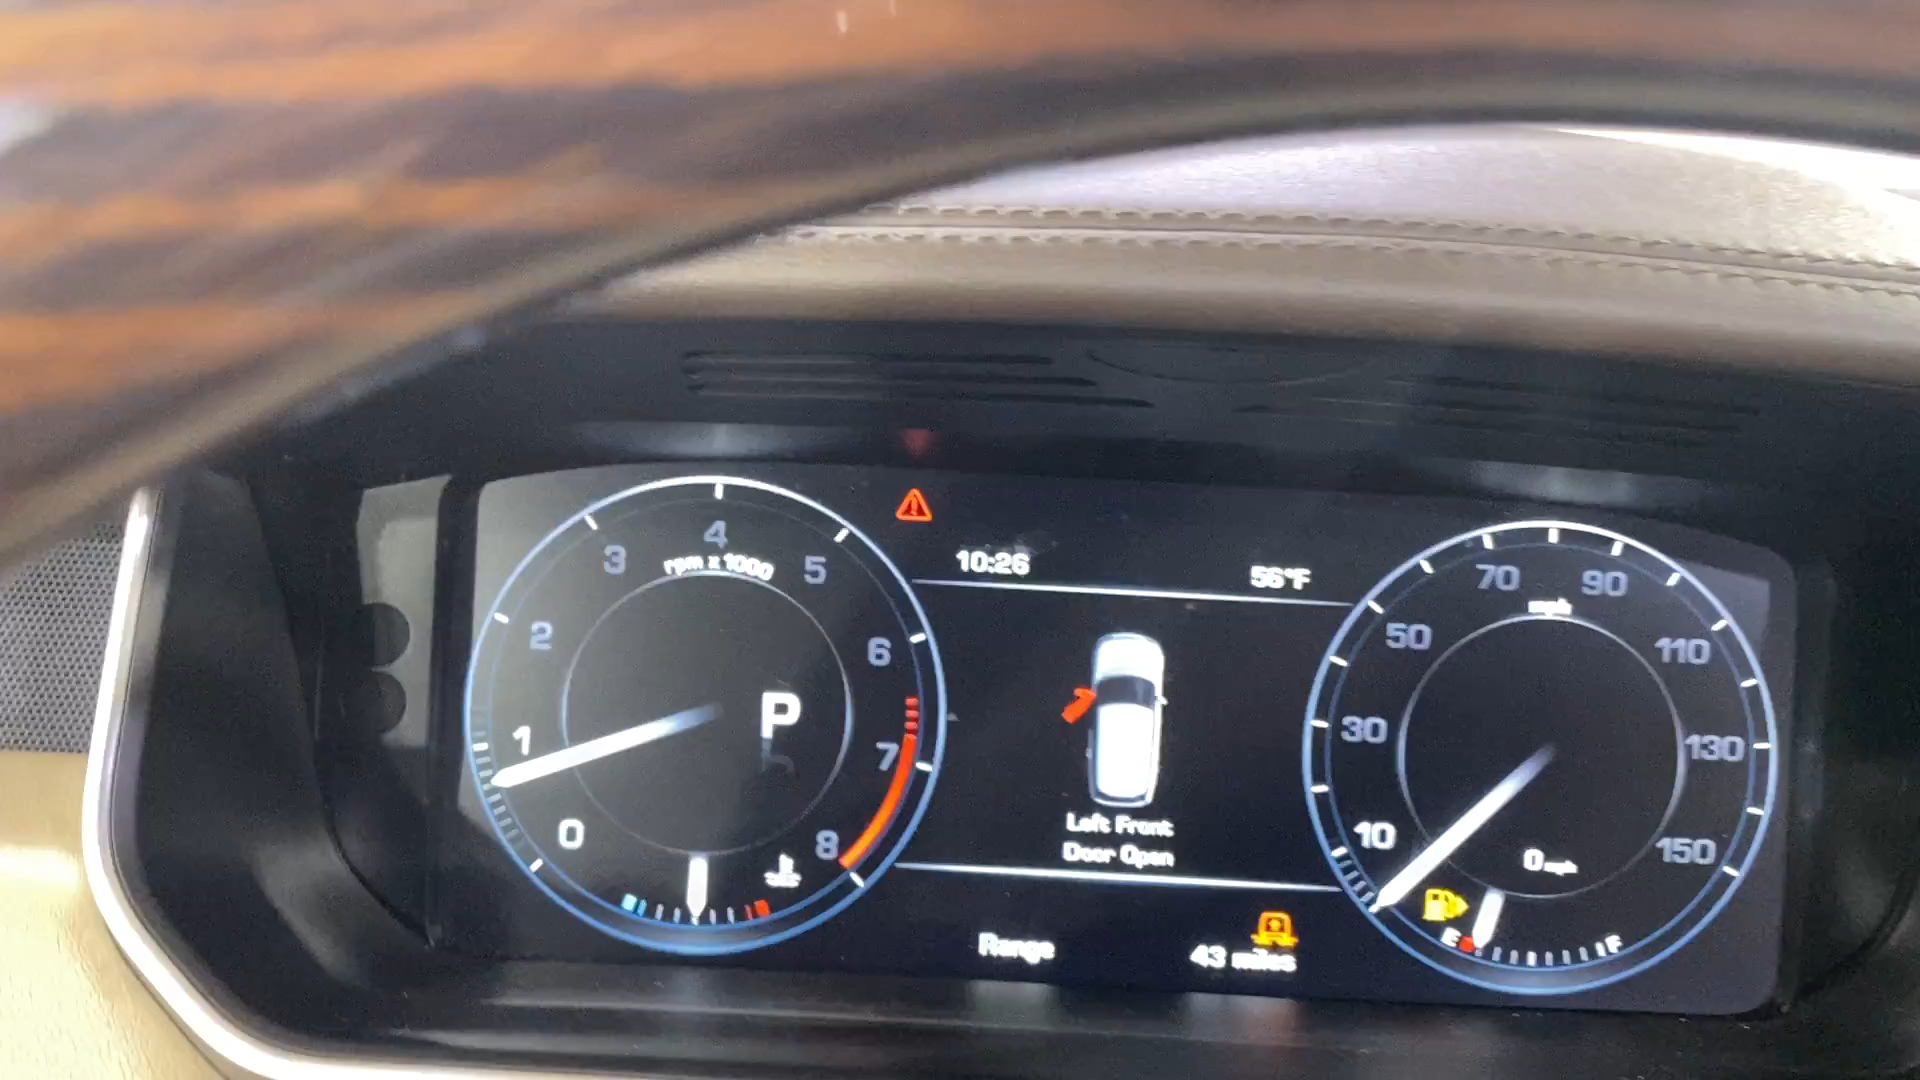 10:26
56°F
rpm x 1000
0
1
2
3
4
5
6
7
8
P
Left Front
Door Open
Range
43 miles
mph
10
30
50
70
90
110
130
150
0 mph
E
F